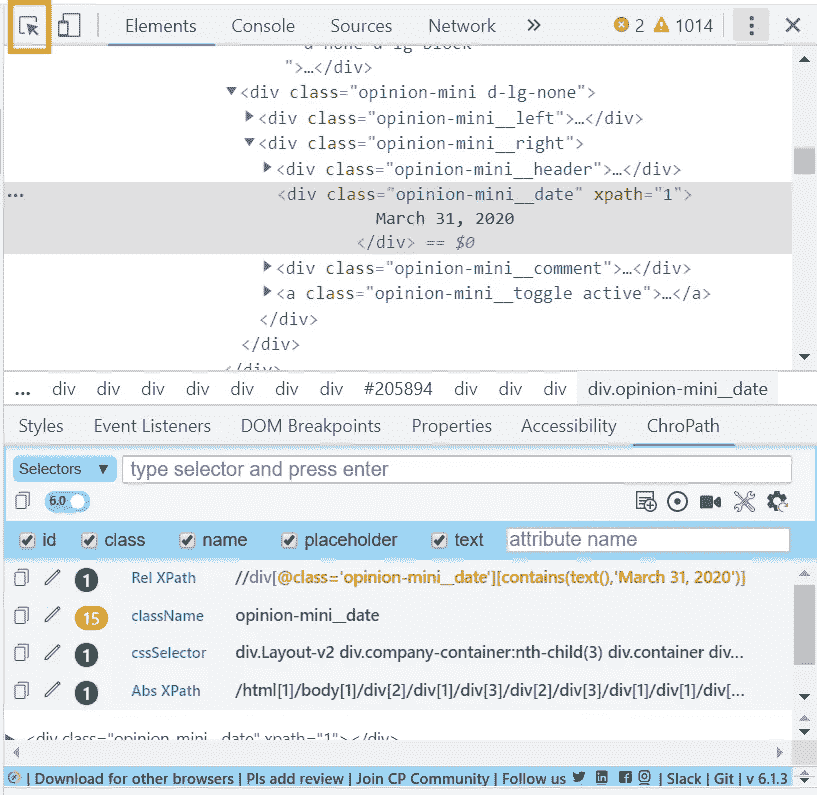 Elements Console Sources Network » 2 1014
a-none d-lg-block
">…</div>
<div class="opinion-mini d-lg-none">
<div class="opinion-mini__left">…</div>
<div class="opinion-mini__right">
<div class="opinion-mini__header">…</div>
<div class="opinion-mini__date" xpath="1">
March 31, 2020
</div> == $0
<div class="opinion-mini__comment">…</div>
<a class="opinion-mini__toggle active">…</a>
</div>
</div>
</div>
... div div div div div div div #205894 div div div div.opinion-mini__date
Styles Event Listeners DOM Breakpoints Properties Accessibility ChroPath
Selectors ▼ type selector and press enter
6.0
id class name placeholder text attribute name
1 Rel XPath //div[@class='opinion-mini__date'][contains(text(),'March 31, 2020')]
15 className opinion-mini__date
1 cssSelector div.Layout-v2 div.company-container:nth-child(3) div.container div...
1 Abs XPath /html[1]/body[1]/div[2]/div[1]/div[3]/div[2]/div[3]/div[1]/div[1]/div[...
<div class="opinion-mini__date" xpath="1"></div>
| Download for other browsers | Pls add review | Join CP Community | Follow us | Slack | Git | v 6.1.3